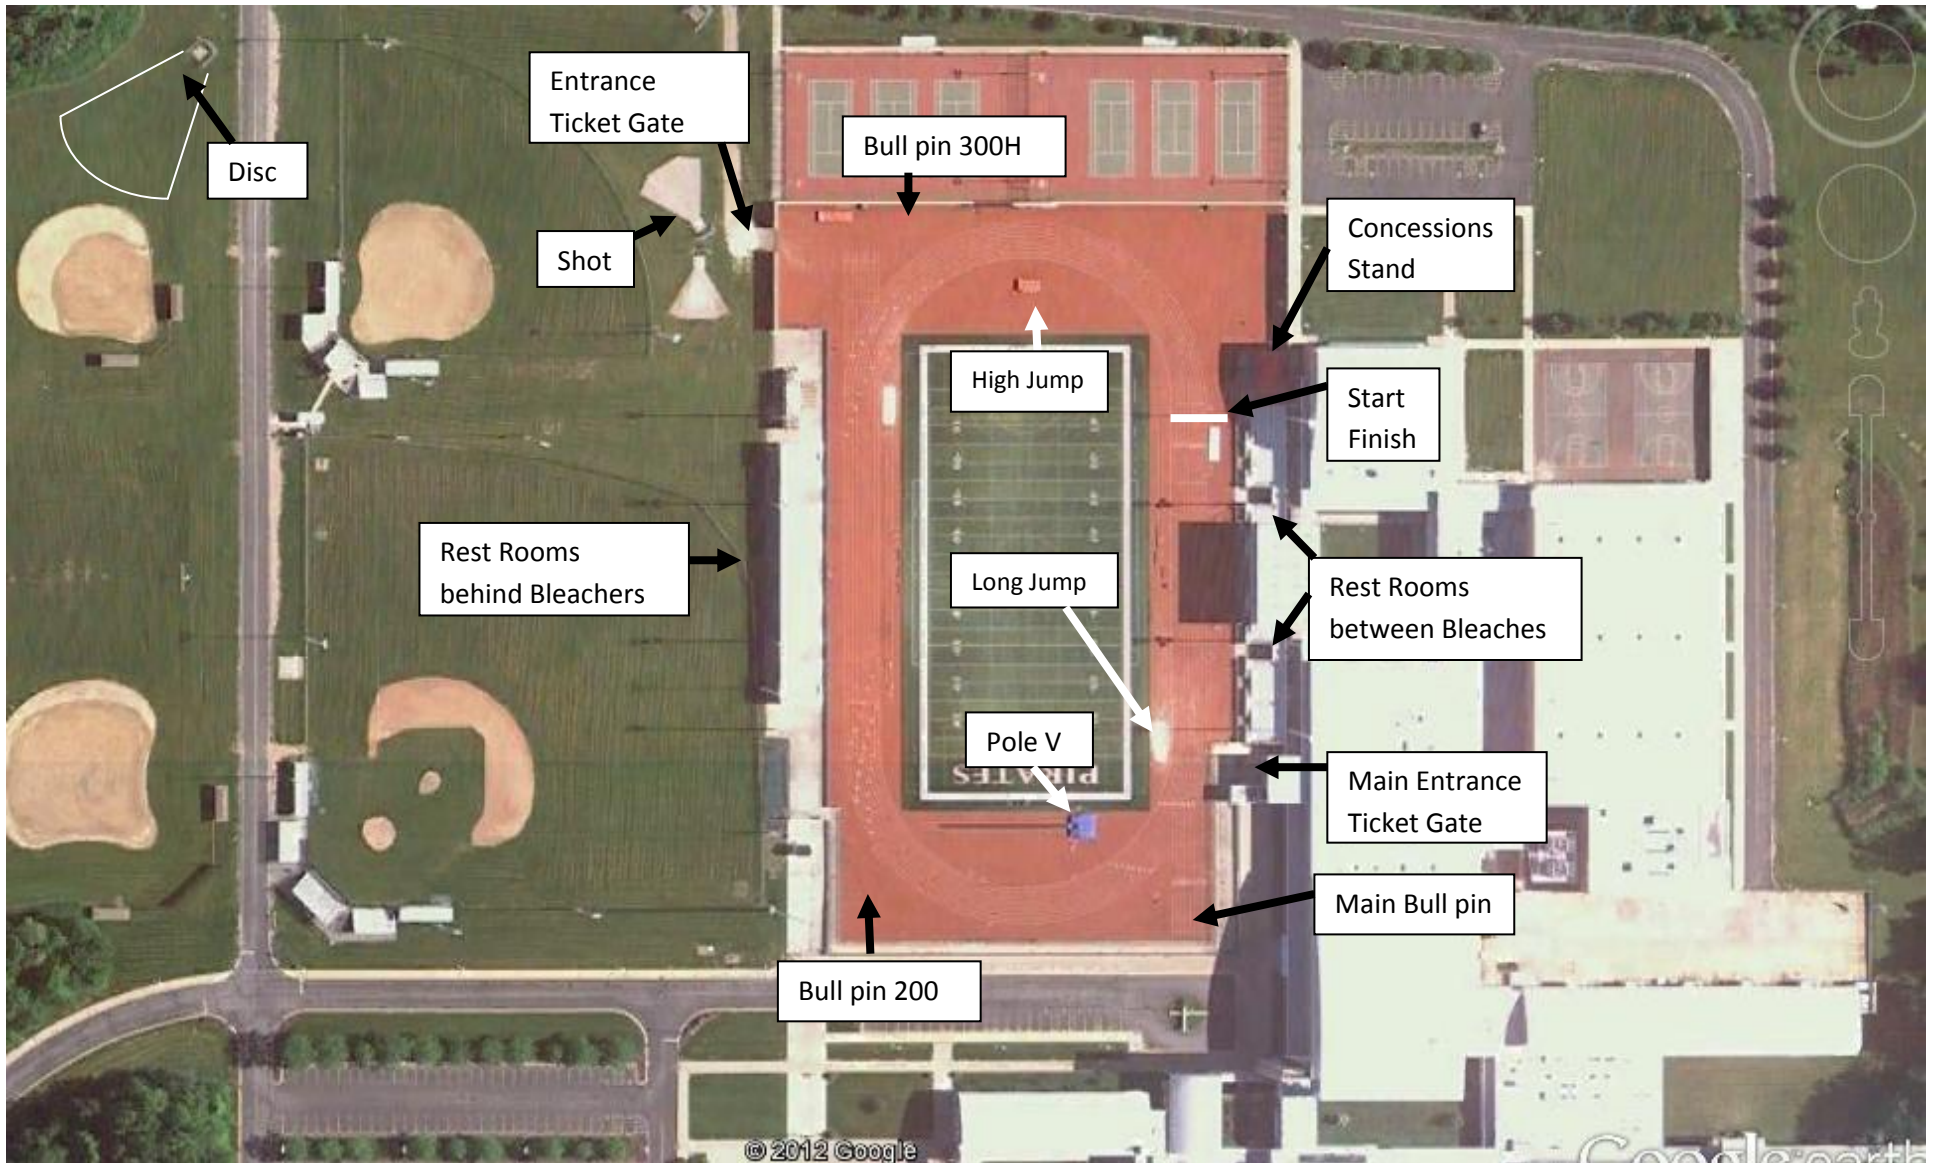 Entrance
Ticket Gate
Bull pin 300H
Disc
Shot
Concessions
Stand
High Jump
Start
Finish
Rest Rooms
behind Bleachers
Long Jump
Rest Rooms
between Bleaches
Pole V
PIRATES
Main Entrance
Ticket Gate
Main Bull pin
Bull pin 200
© 2012 Google
Google earth